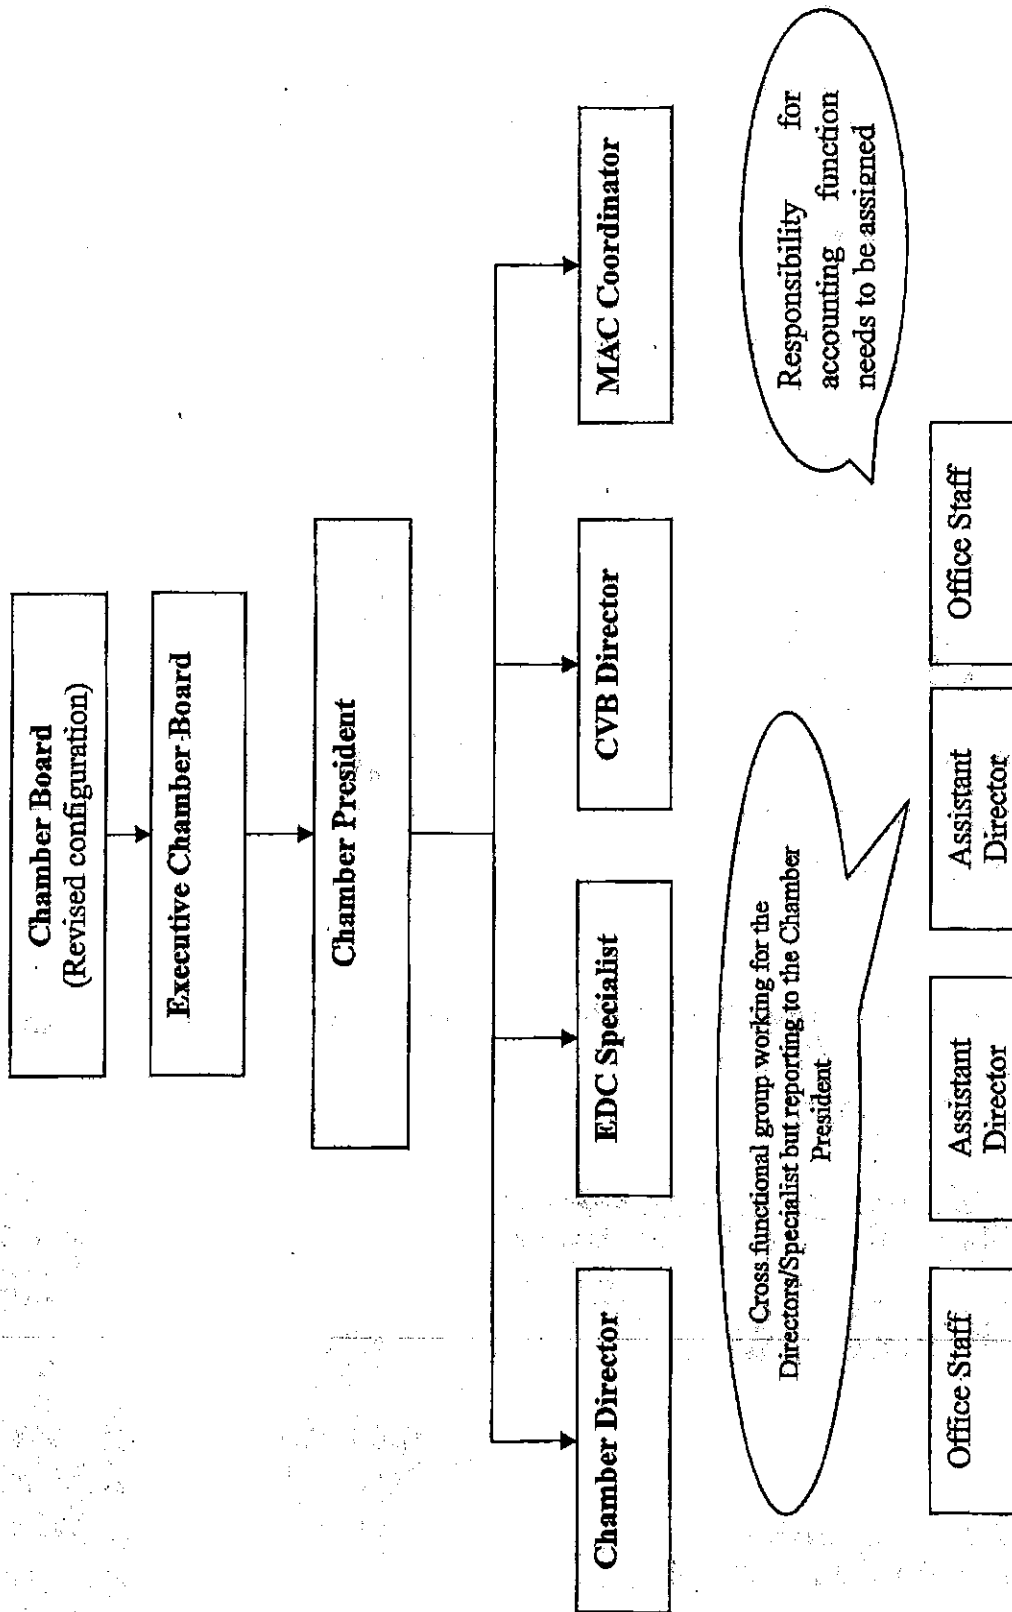 Chamber Board
(Revised configuration)
Executive Chamber Board
Chamber President
Chamber Director
EDC Specialist
CVB Director
MAC Coordinator
Cross functional group working for the
Directors/Specialist but reporting to the Chamber
President
Responsibility for
accounting function
needs to be assigned
Office Staff
Assistant
Director
Assistant
Director
Office Staff